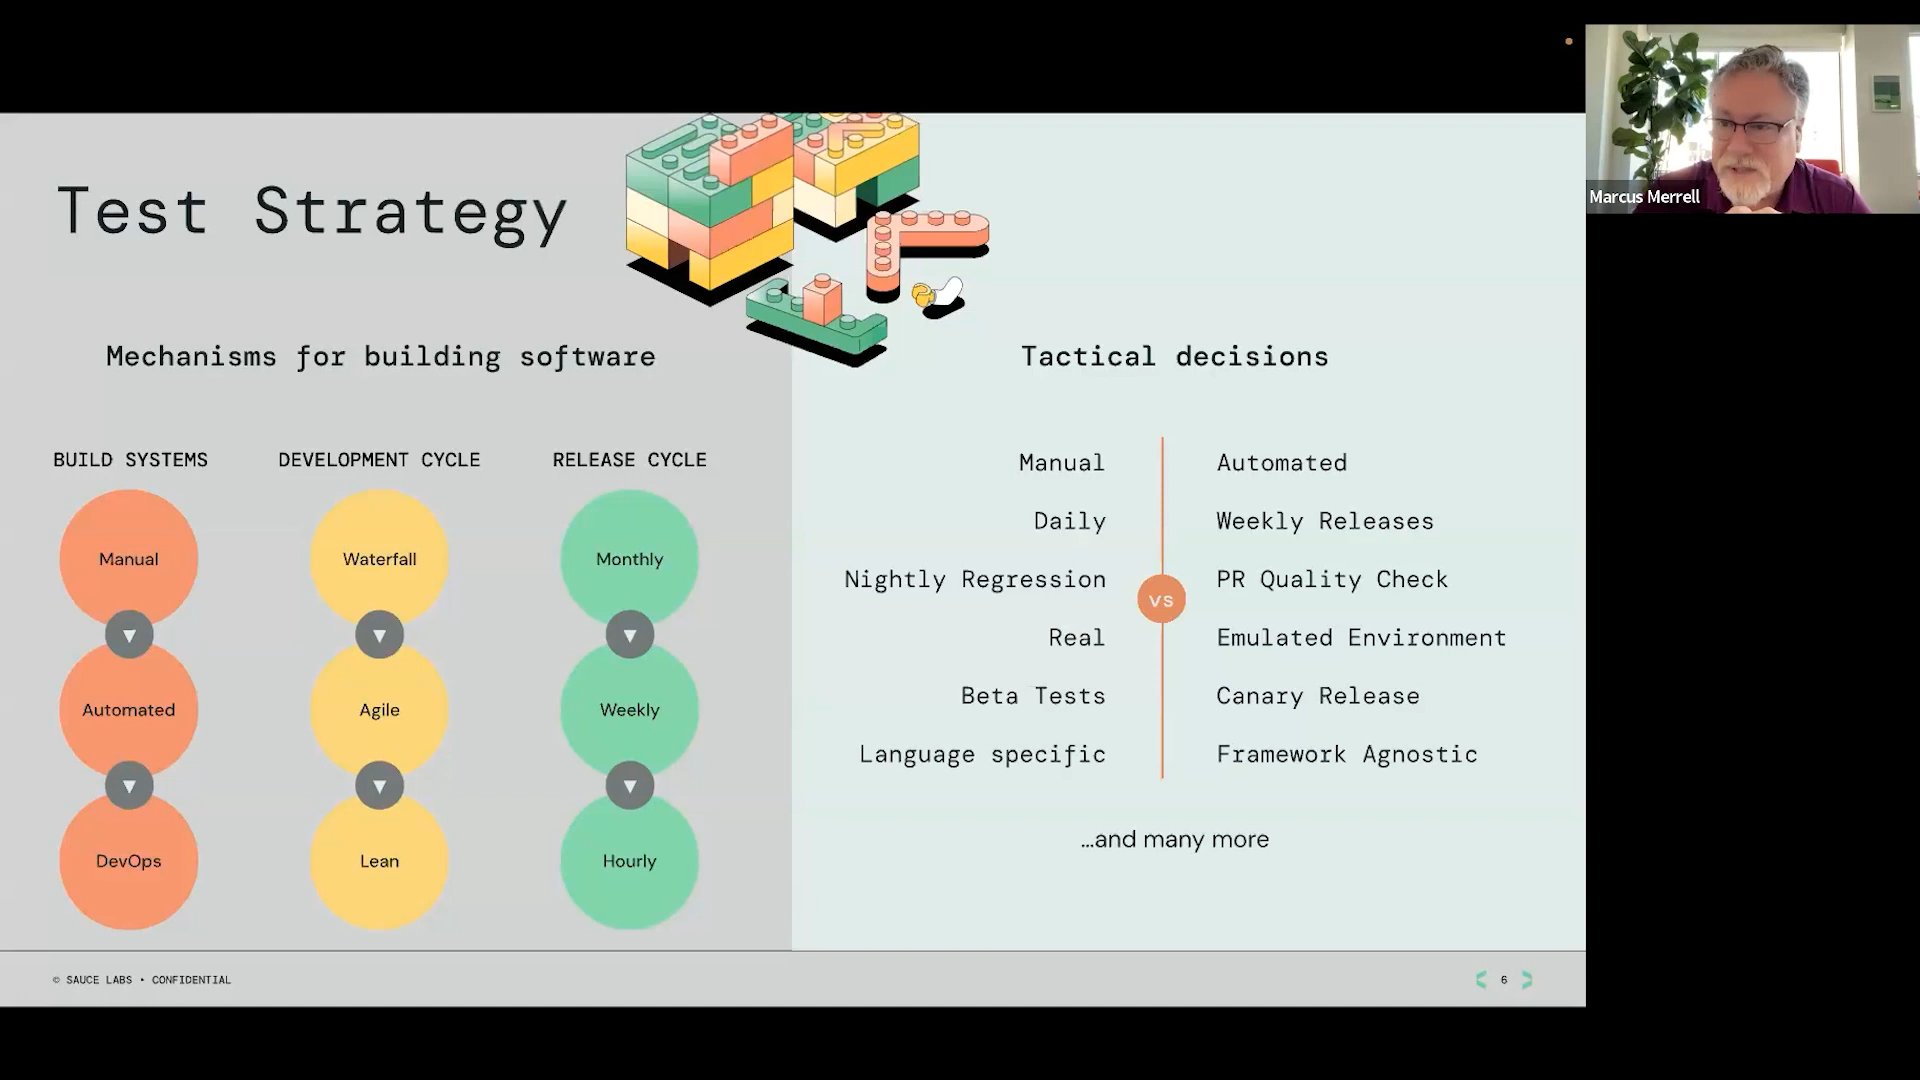 Marcus Merrell
Test Strategy
Mechanisms for building software
BUILD SYSTEMS
Manual
Automated
DevOps
DEVELOPMENT CYCLE
Waterfall
Agile
Lean
RELEASE CYCLE
Monthly
Weekly
Hourly
Tactical decisions
Manual
Automated
Daily
Weekly Releases
Nightly Regression
PR Quality Check
vs
Real
Emulated Environment
Beta Tests
Canary Release
Language specific
Framework Agnostic
...and many more
© SAUCE LABS • CONFIDENTIAL
6